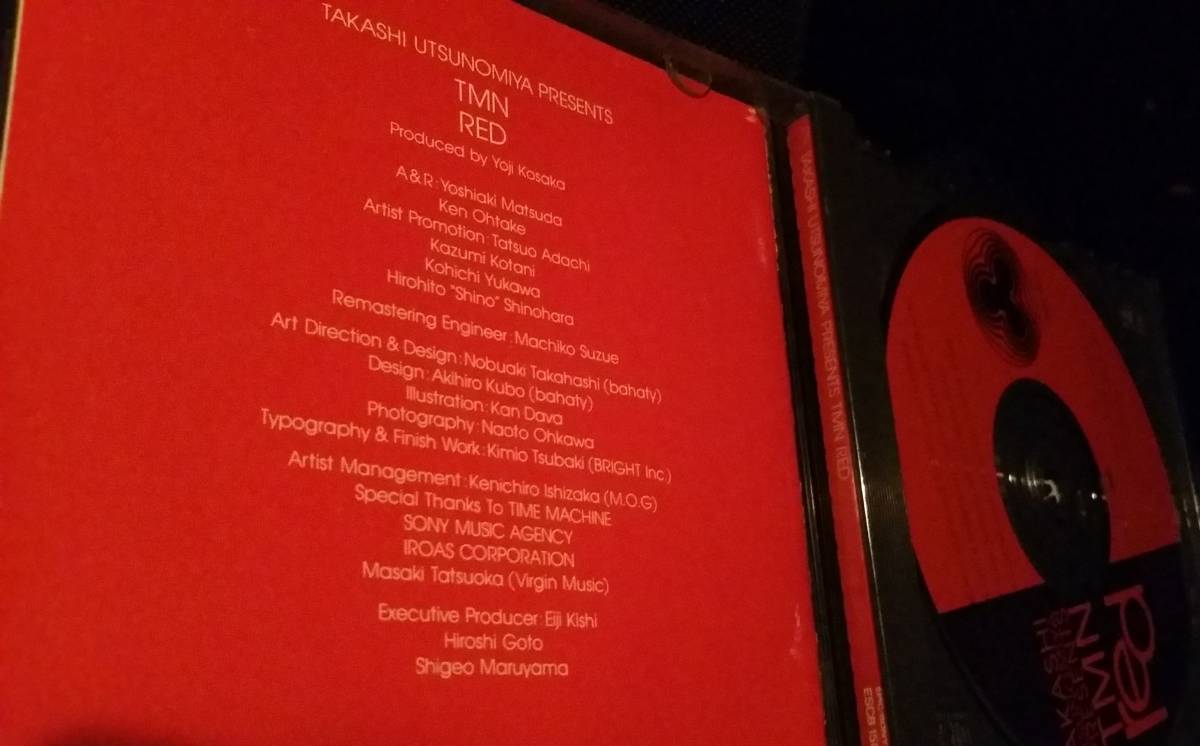 TAKASHI UTSUNOMIYA PRESENTS
TMN
RED
Produced by Yoji Kosaka
A&R:Yoshiaki Matsuda
Ken Ohtake
Artist Promotion:Tatsuo Adachi
Kazumi Kotani
Kohichi Yukawa
Hirohito "Shino" Shinohara
Remastering Engineer:Machiko Suzue
Art Direction & Design:Nobuaki Takahashi (bahaty)
Design:Akihiro Kubo (bahaty)
Illustration:Kan Dava
Photography:Naoto Ohkawa
Typography & Finish Work:Kimio Tsubaki (BRIGHT Inc.)
Artist Management:Kenichiro Ishizaka (M.O.G)
Special Thanks To TIME MACHINE
SONY MUSIC AGENCY
IROAS CORPORATION
Masaki Tatsuoka (Virgin Music)
Executive Producer:Eiji Kishi
Hiroshi Goto
Shigeo Maruyama
TAKASHI UTSUNOMIYA PRESENTS TMN RED
TMN
red